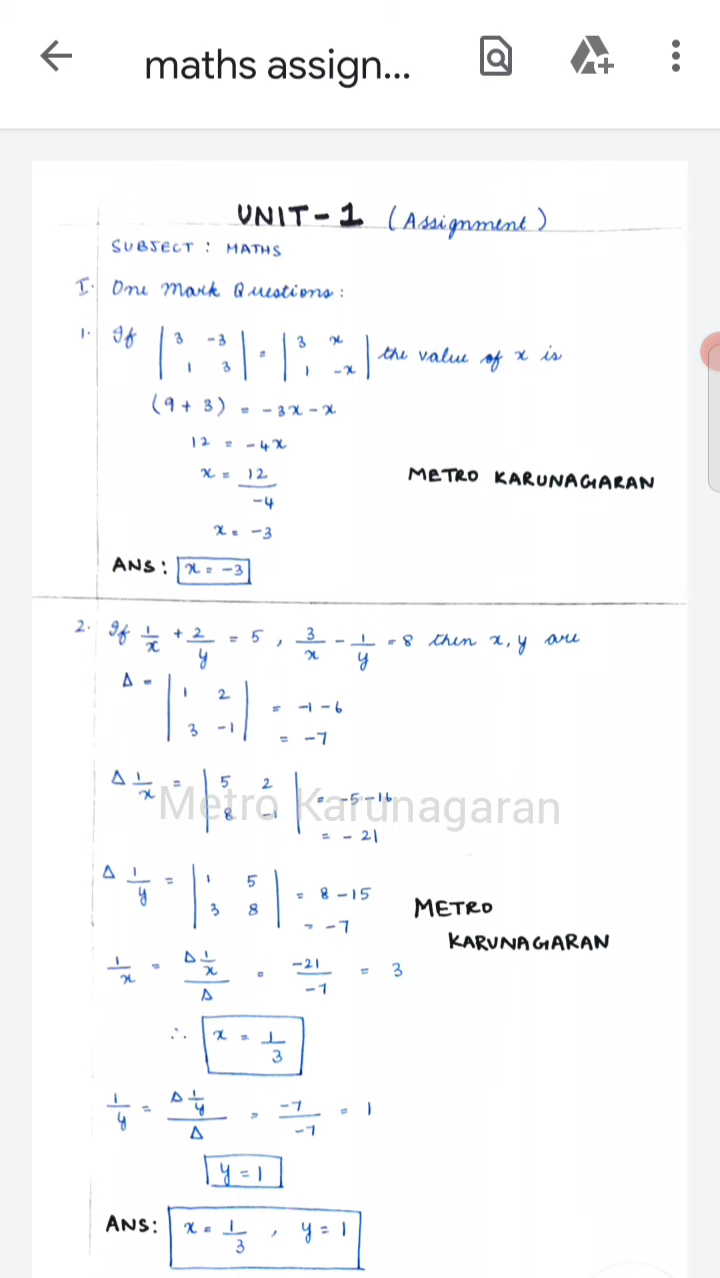 maths assign...
UNIT-1 (Assignment)
SUBJECT : MATHS
I. One Mark Questions :
1. If | 3 -3 | = | 3 x | the value of x is
| 1 3 | | 1 -x |
(9 + 3) = -3x - x
12 = -4x
x = 12
-4
x = -3
METRO KARUNAGARAN
ANS : x = -3
2. If 1/x + 2/y = 5 , 3/x - 1/y = 8 then x, y are
Δ = | 1 2 | = -1-6
| 3 -1 | = -7
Δ 1/x = | 5 2 | = -5-16
| 8 -1 | = -21
Metro Karunagaran
Δ 1/y = | 1 5 | = 8-15
| 3 8 | = -7
METRO
KARUNAGARAN
1/x = Δ 1/x / Δ = -21/-7 = 3
∴ x = 1/3
1/y = Δ 1/y / Δ = -7/-7 = 1
y = 1
ANS: x = 1/3 , y = 1